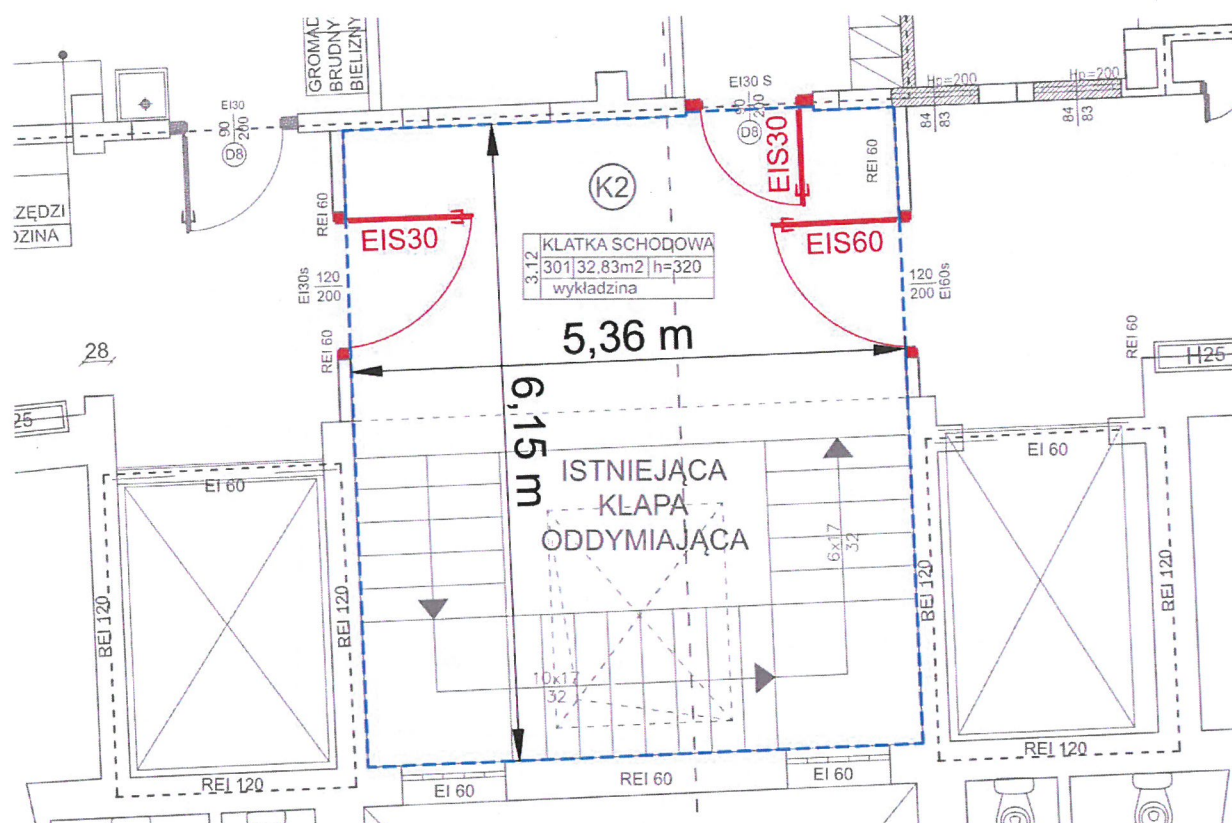 GROMAD
BRUDNY
BIELIZNY
EI30
90
200
D8
EI30 S
90
200
D8
Hp=200
Hp=200
84
83
84
83
REI 60
EIS30
K2
EIS30
REI 60
EIS60
RZĘDZI
DZINA
KLATKA SCHODOWA
3.12
301 32,83m2 h=320
wykładzina
EI30s
120
200
120
200
EI60s
REI 60
REI 60
28
5,36 m
6,15 m
H25
25
ISTNIEJĄCA
KLAPA
ODDYMIAJĄCA
EI 60
EI 60
6x17
32
REI 120
REI 120
REI 120
REI 120
10x17
32
REI 120
REI 120
EI 60
REI 60
EI 60